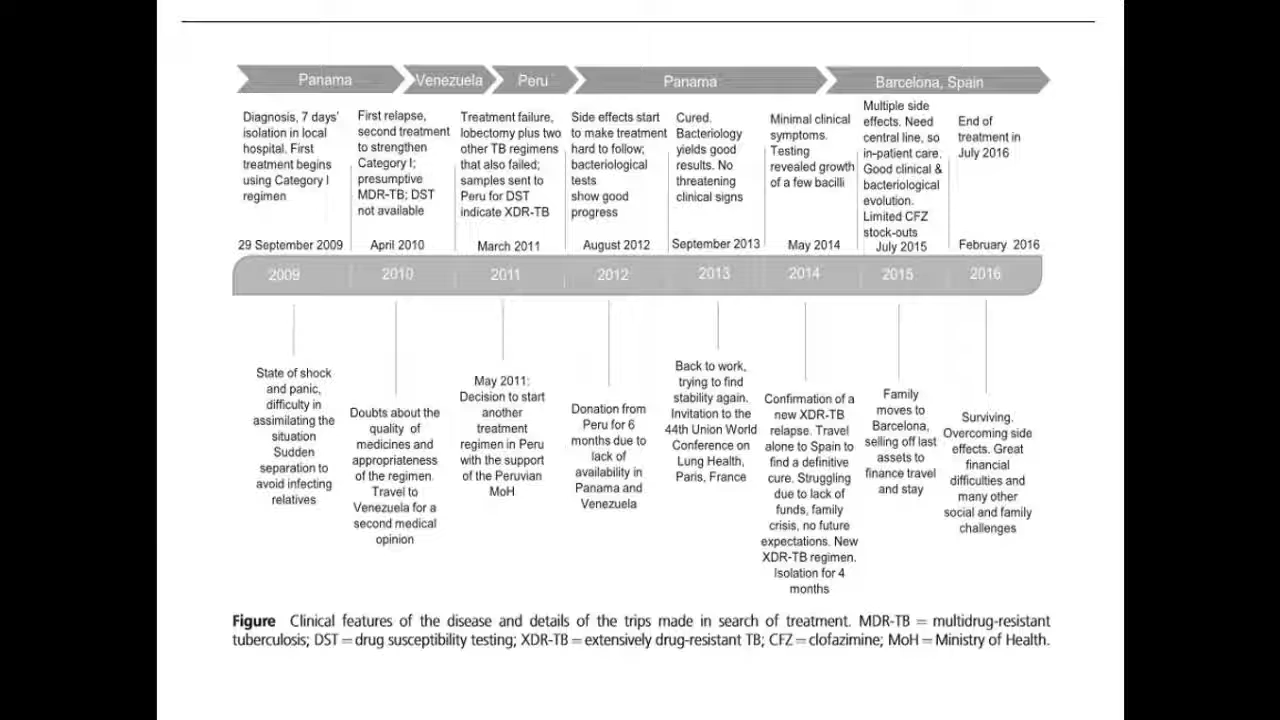 Panama
Venezuela
Peru
Panama
Barcelona, Spain
Diagnosis, 7 days'
isolation in local
hospital. First
treatment begins
using Category I
regimen
First relapse,
second treatment
to strengthen
Category I;
presumptive
MDR-TB; DST
not available
Treatment failure,
lobectomy plus two
other TB regimens
that also failed;
samples sent to
Peru for DST
indicate XDR-TB
Side effects start
to make treatment
hard to follow;
bacteriological
tests
show good
progress
Cured.
Bacteriology
yields good
results. No
threatening
clinical signs
Minimal clinical
symptoms.
Testing
revealed growth
of a few bacilli
Multiple side
effects. Need
central line, so
in-patient care.
Good clinical &
bacteriological
evolution.
Limited CFZ
stock-outs
End of
treatment in
July 2016
29 September 2009
April 2010
March 2011
August 2012
September 2013
May 2014
July 2015
February 2016
2009
2010
2011
2012
2013
2014
2015
2016
State of shock
and panic,
difficulty in
assimilating the
situation
Sudden
separation to
avoid infecting
relatives
Doubts about the
quality of
medicines and
appropriateness
of the regimen.
Travel to
Venezuela for a
second medical
opinion
May 2011:
Decision to start
another
treatment
regimen in Peru
with the support
of the Peruvian
MoH
Donation from
Peru for 6
months due to
lack of
availability in
Panama and
Venezuela
Back to work,
trying to find
stability again.
Invitation to the
44th Union World
Conference on
Lung Health,
Paris, France
Confirmation of a
new XDR-TB
relapse. Travel
alone to Spain to
find a definitive
cure. Struggling
due to lack of
funds, family
crisis, no future
expectations. New
XDR-TB regimen.
Isolation for 4
months
Family
moves to
Barcelona,
selling off last
assets to
finance travel
and stay
Surviving.
Overcoming side
effects. Great
financial
difficulties and
many other
social and family
challenges
Figure Clinical features of the disease and details of the trips made in search of treatment. MDR-TB = multidrug-resistant
tuberculosis; DST = drug susceptibility testing; XDR-TB = extensively drug-resistant TB; CFZ = clofazimine; MoH = Ministry of Health.